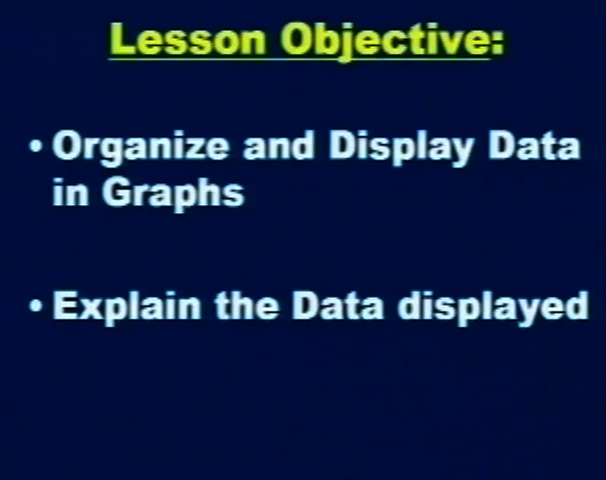 Lesson Objective:
• Organize and Display Data
in Graphs
• Explain the Data displayed